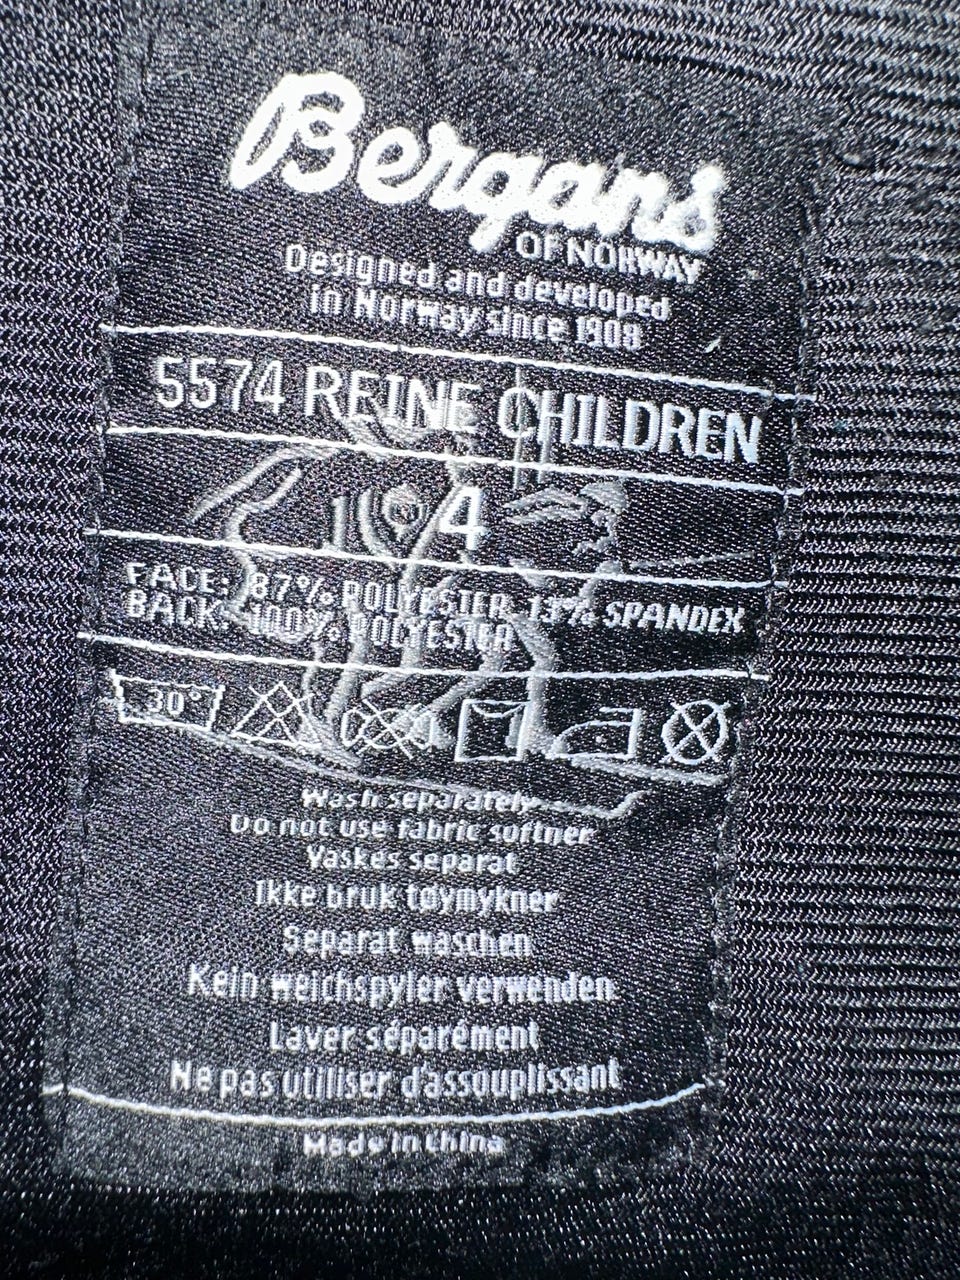 Bergans
OF NORWAY
Designed and developed
in Norway since 1908
5574 REINE CHILDREN
4
FACE: 87% POLYESTER 13% SPANDEX
BACK: 100% POLYESTER
30°
Wash separately
Do not use fabric softner
Vaskes separat
Ikke bruk tøymykner
Separat waschen
Kein weichspyler verwenden
Laver séparément
Ne pas utiliser d'assouplissant
Made in China